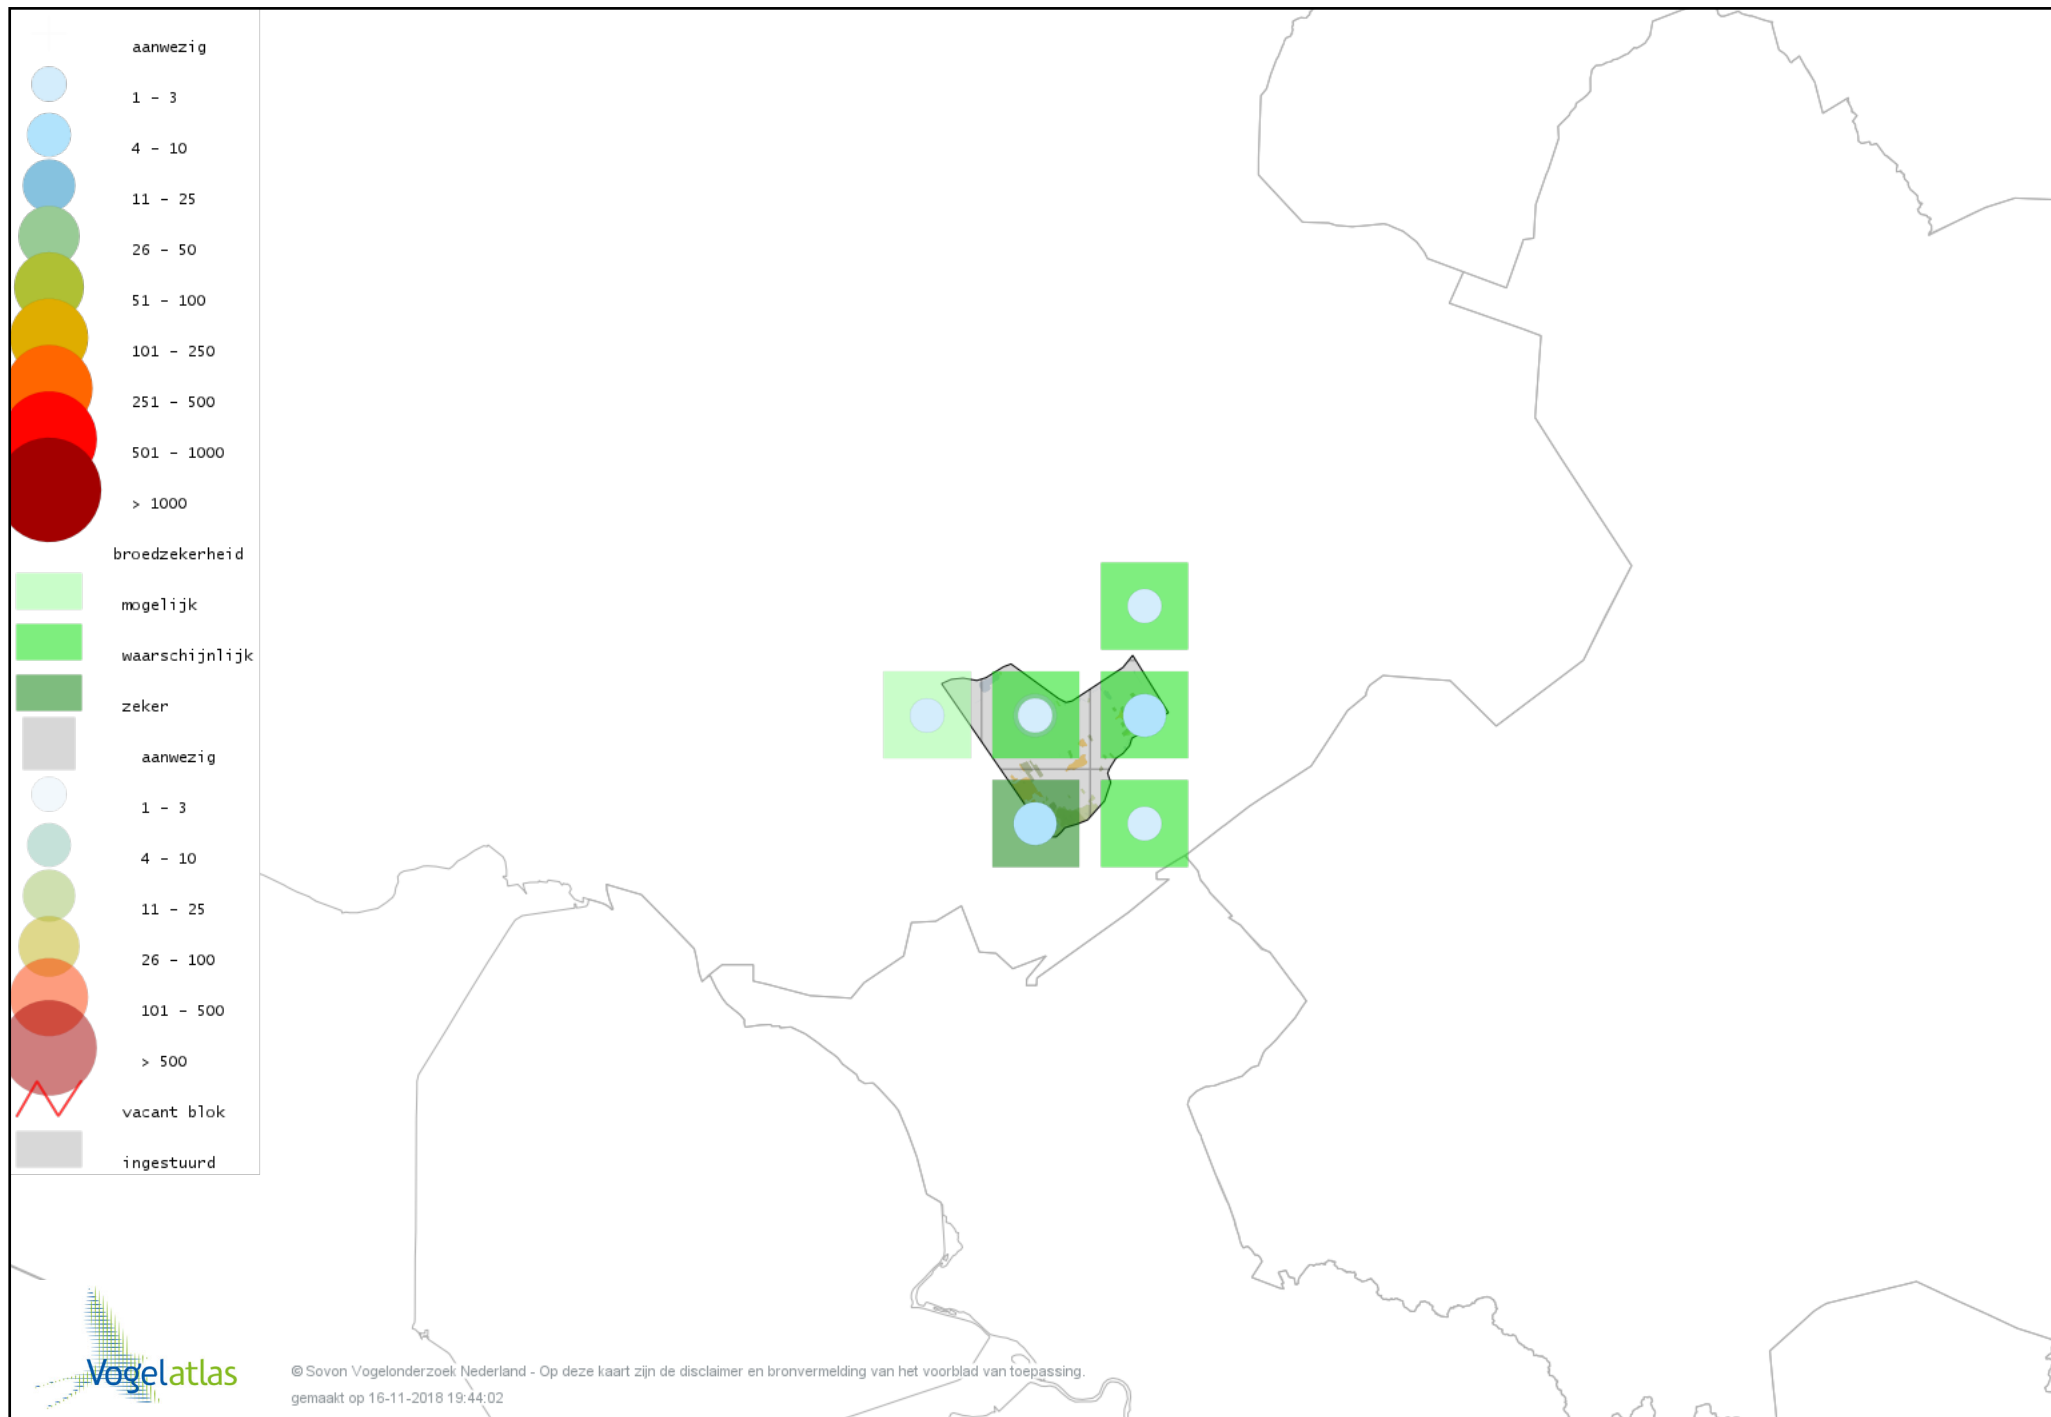 aanwezig
1 - 3
4 - 10
11 - 25
26 - 50
51 - 100
101 - 250
251 - 500
501 - 1000
> 1000
broedzekerheid
mogelijk
waarschijnlijk
zeker
aanwezig
1 - 3
4 - 10
11 - 25
26 - 100
101 - 500
> 500
vacant blok
ingestuurd
Vogelatlas
© Sovon Vogelonderzoek Nederland - Op deze kaart zijn de disclaimer en bronvermelding van het voorblad van toepassing.
gemaakt op 16-11-2018 19:44:02